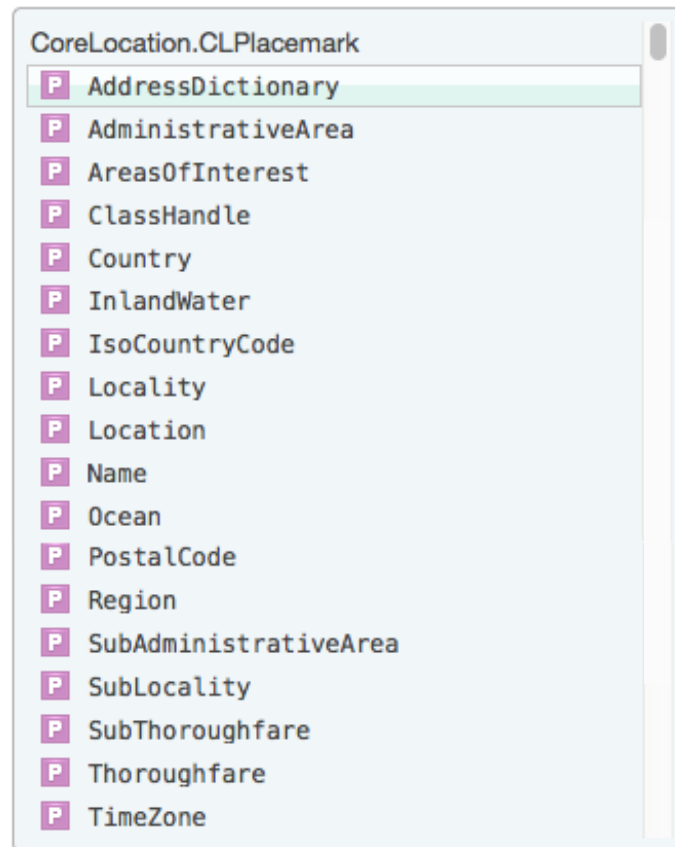 CoreLocation.CLPlacemark
P AddressDictionary
P AdministrativeArea
P AreasOfInterest
P ClassHandle
P Country
P InlandWater
P IsoCountryCode
P Locality
P Location
P Name
P Ocean
P PostalCode
P Region
P SubAdministrativeArea
P SubLocality
P SubThoroughfare
P Thoroughfare
P TimeZone